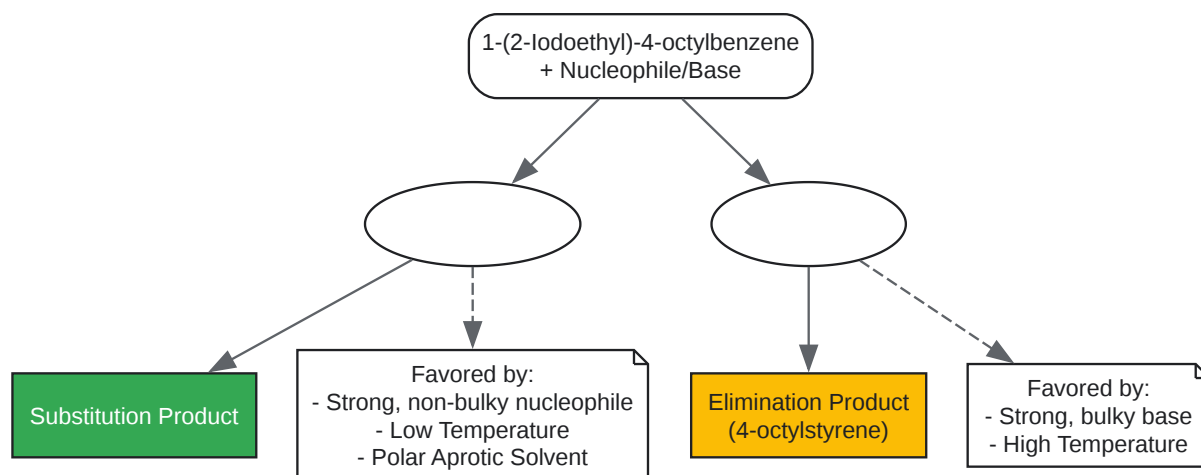 1-(2-Iodoethyl)-4-octylbenzene
+ Nucleophile/Base
Substitution Product
Favored by:
- Strong, non-bulky nucleophile
- Low Temperature
- Polar Aprotic Solvent
Elimination Product
(4-octylstyrene)
Favored by:
- Strong, bulky base
- High Temperature